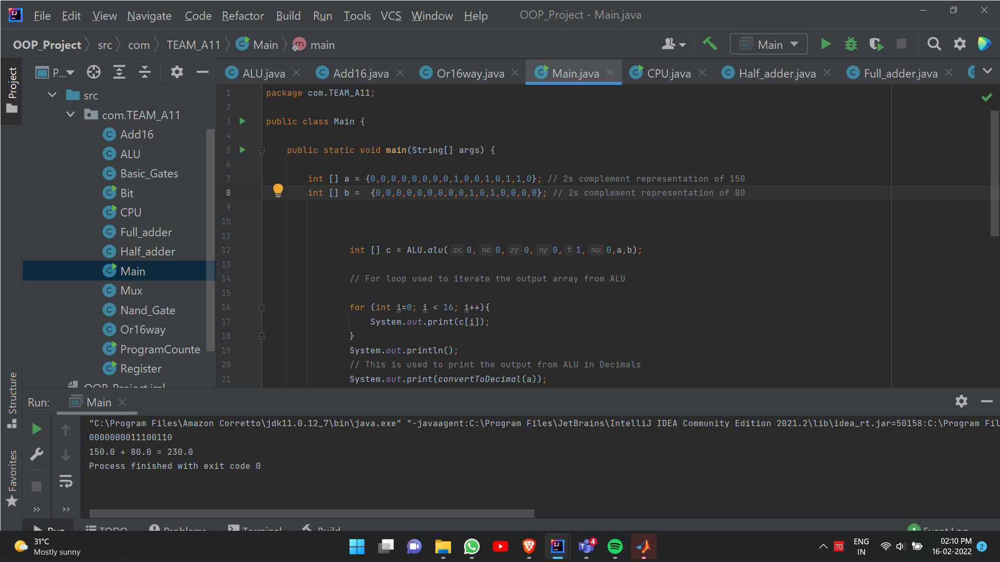 File Edit View Navigate Code Refactor Build Run Tools VCS Window Help OOP_Project - Main.java
OOP_Project src com TEAM_A11 Main main Main
P... ALU.java Add16.java Or16way.java Main.java CPU.java Half_adder.java Full_adder.java
Project
src
com.TEAM_A11
Add16
ALU
Basic_Gates
Bit
CPU
Full_adder
Half_adder
Main
Mux
Nand_Gate
Or16way
ProgramCounte
Register
OOP_Project.iml
Structure
Favorites
1 package com.TEAM_A11;
2
3 public class Main {
4
5 public static void main(String[] args) {
6
7 int [] a = {0,0,0,0,0,0,0,0,1,0,0,1,0,1,1,0}; // 2s complement representation of 150
8 int [] b =  {0,0,0,0,0,0,0,0,0,1,0,1,0,0,0,0}; // 2s complement representation of 80
9
10
11
12 int [] c = ALU.alu( zx: 0, nx: 0, zy: 0, ny: 0, f: 1, no: 0,a,b);
13
14 // For loop used to iterate the output array from ALU
15
16 for (int i=0; i < 16; i++){
17 System.out.print(c[i]);
18 }
19 System.out.println();
20 // This is used to print the output from ALU in Decimals
21 System.out.print(convertToDecimal(a));
Run: Main
"C:\Program Files\Amazon Corretto\jdk11.0.12_7\bin\java.exe" "-javaagent:C:\Program Files\JetBrains\IntelliJ IDEA Community Edition 2021.2\lib\idea_rt.jar=50158:C:\Program Fil
0000000011100110
150.0 + 80.0 = 230.0
Process finished with exit code 0
Run TODO Problems Terminal Build 1 Event Log
31°C
Mostly sunny
4
70
ENG
IN
02:10 PM
16-02-2022
2